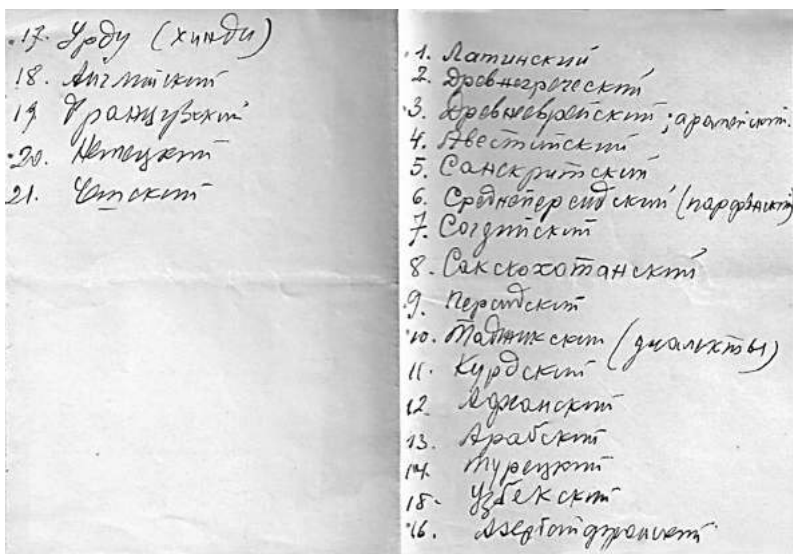 1. Латинский
2. Древнегреческий
3. Древнееврейский; арамейский.
4. Авестийский
5. Санскритский
6. Среднеперсидский (парфянский)
7. Согдийский
8. Сакскохотанский
9. Персидский
10. Таджикский (диалекты)
11. Курдский
12. Афганский
13. Арабский
14. Турецкий
15. Узбекский
16. Азербайджанский
17. Урду (хинди)
18. Английский
19. Французский
20. Немецкий
21.